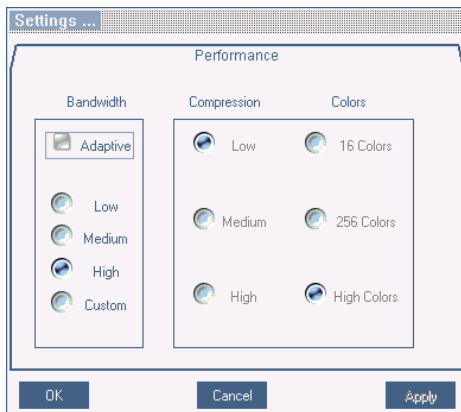 Settings ...
Performance
Bandwidth Compression Colors
Adaptive Low 16 Colors
Low
Medium 256 Colors
Medium
High
High High Colors
Custom
OK Cancel Apply